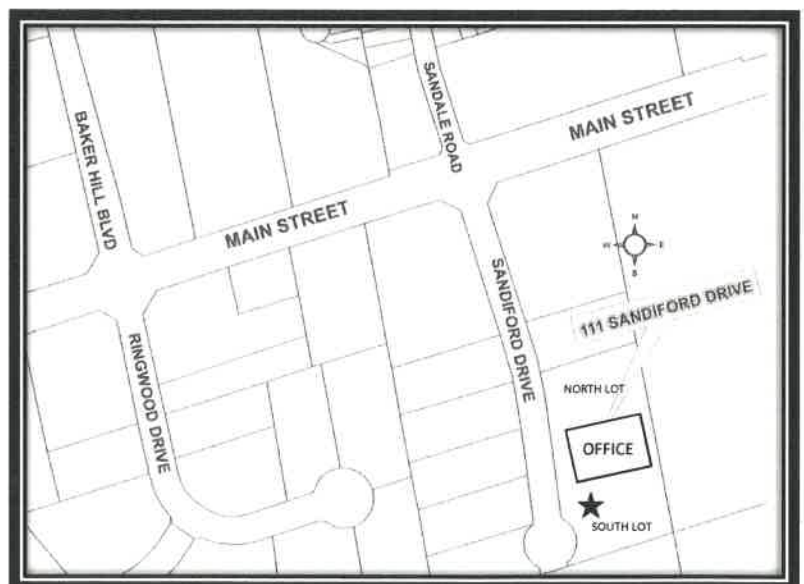 SANDALE ROAD
MAIN STREET
BAKER HILL BLVD
MAIN STREET
N
W E
S
SANDIFORD DRIVE
111 SANDIFORD DRIVE
RINGWOOD DRIVE
NORTH LOT
OFFICE
SOUTH LOT